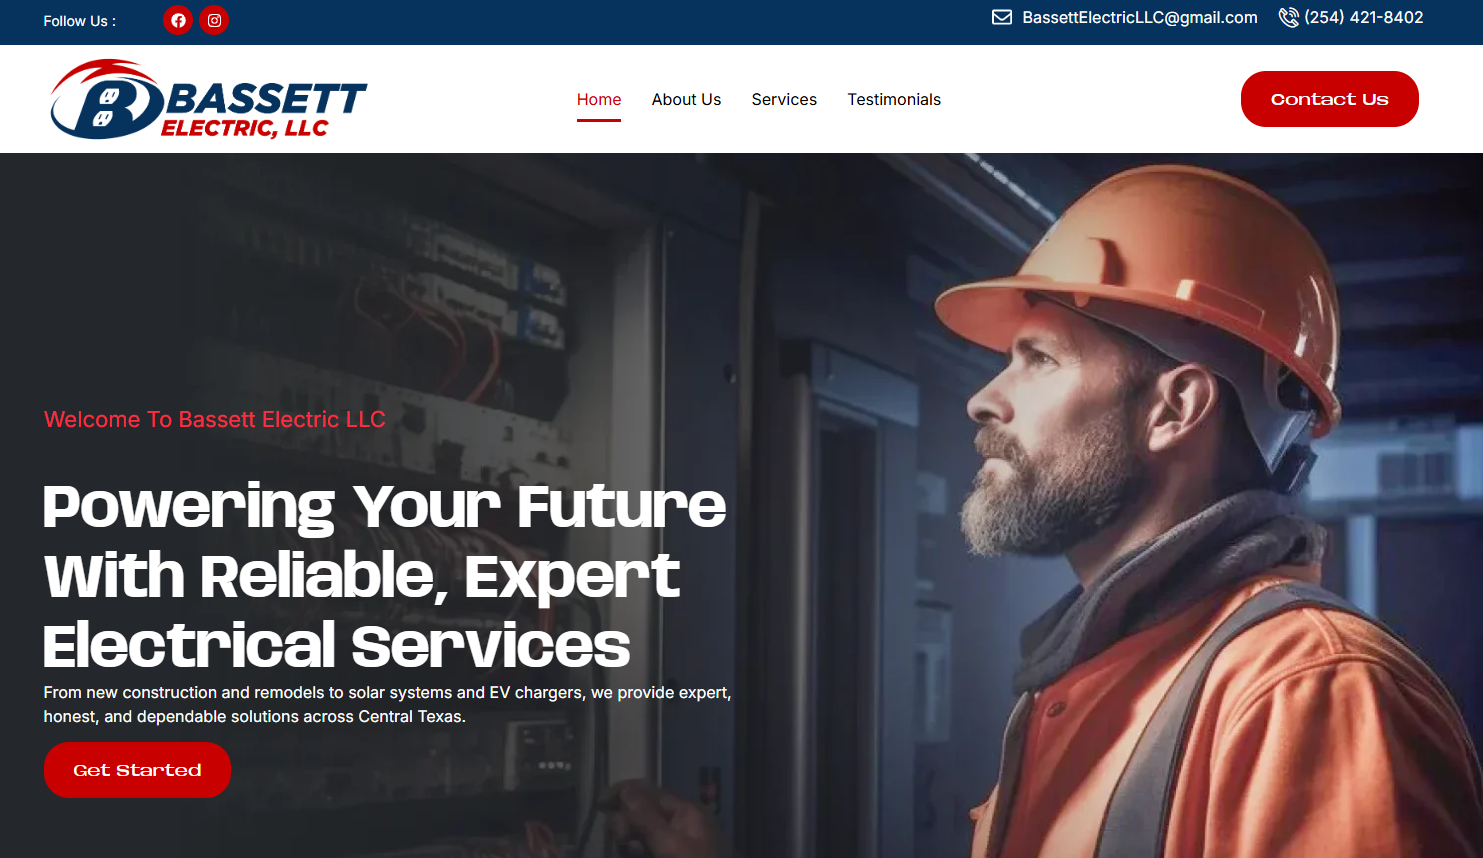 Follow Us :
BassettElectricLLC@gmail.com
(254) 421-8402
BASSETT
ELECTRIC, LLC
Home
About Us
Services
Testimonials
Contact Us
Welcome To Bassett Electric LLC
Powering Your Future
With Reliable, Expert
Electrical Services
From new construction and remodels to solar systems and EV chargers, we provide expert,
honest, and dependable solutions across Central Texas.
Get Started